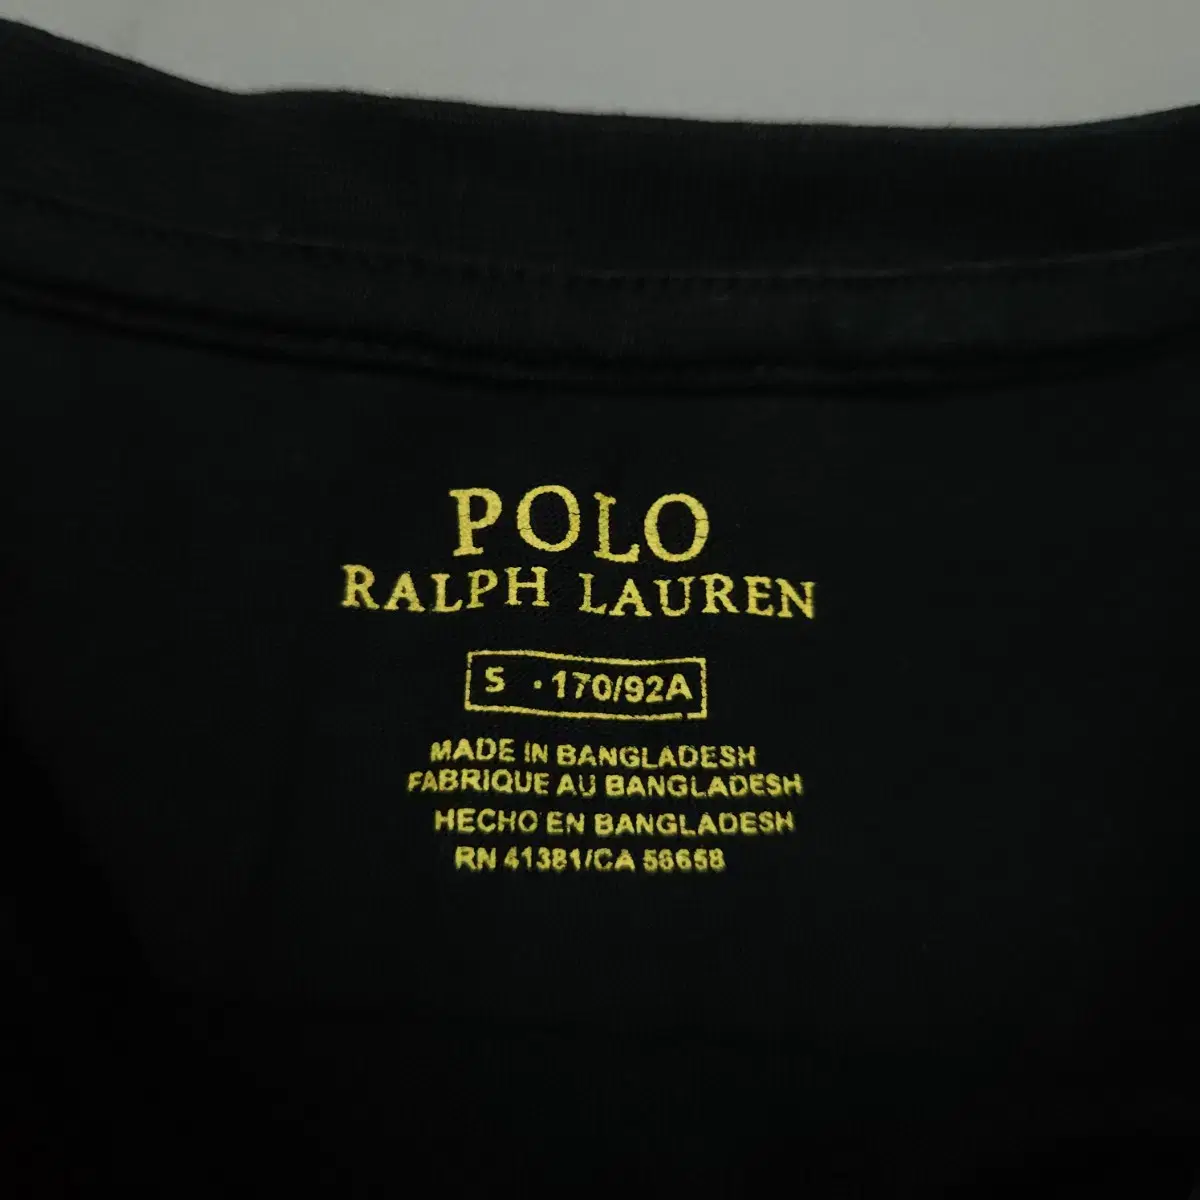 POLO
RALPH LAUREN
S · 170/92A
MADE IN BANGLADESH
FABRIQUE AU BANGLADESH
HECHO EN BANGLADESH
RN 41381/CA 56658